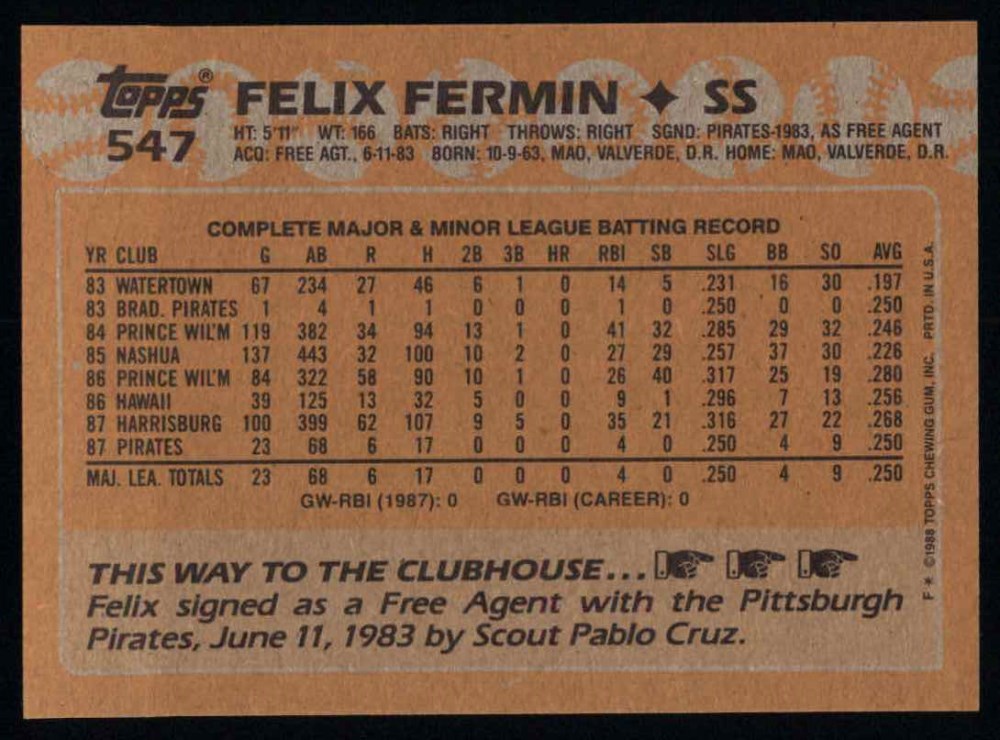 Topps® FELIX FERMIN ✦ SS
547 HT: 5'11" WT: 166 BATS: RIGHT THROWS: RIGHT SGND: PIRATES-1983, AS FREE AGENT
ACQ: FREE AGT., 6-11-83 BORN: 10-9-63, MAO, VALVERDE, D.R. HOME: MAO, VALVERDE, D.R.
COMPLETE MAJOR & MINOR LEAGUE BATTING RECORD
YR CLUB G AB R H 2B 3B HR RBI SB SLG BB SO AVG
83 WATERTOWN 67 234 27 46 6 1 0 14 5 .231 16 30 .197
83 BRAD. PIRATES 1 4 1 1 0 0 0 1 0 .250 0 0 .250
84 PRINCE WIL'M 119 382 34 94 13 1 0 41 32 .285 29 32 .246
85 NASHUA 137 443 32 100 10 2 0 27 29 .257 37 30 .226
86 PRINCE WIL'M 84 322 58 90 10 1 0 26 40 .317 25 19 .280
86 HAWAII 39 125 13 32 5 0 0 9 1 .296 7 13 .256
87 HARRISBURG 100 399 62 107 9 5 0 35 21 .316 27 22 .268
87 PIRATES 23 68 6 17 0 0 0 4 0 .250 4 9 .250
MAJ. LEA. TOTALS 23 68 6 17 0 0 0 4 0 .250 4 9 .250
GW-RBI (1987): 0 GW-RBI (CAREER): 0
THIS WAY TO THE CLUBHOUSE...
Felix signed as a Free Agent with the Pittsburgh
Pirates, June 11, 1983 by Scout Pablo Cruz.
F* ©1988 TOPPS CHEWING GUM, INC. PRTD. IN U.S.A.